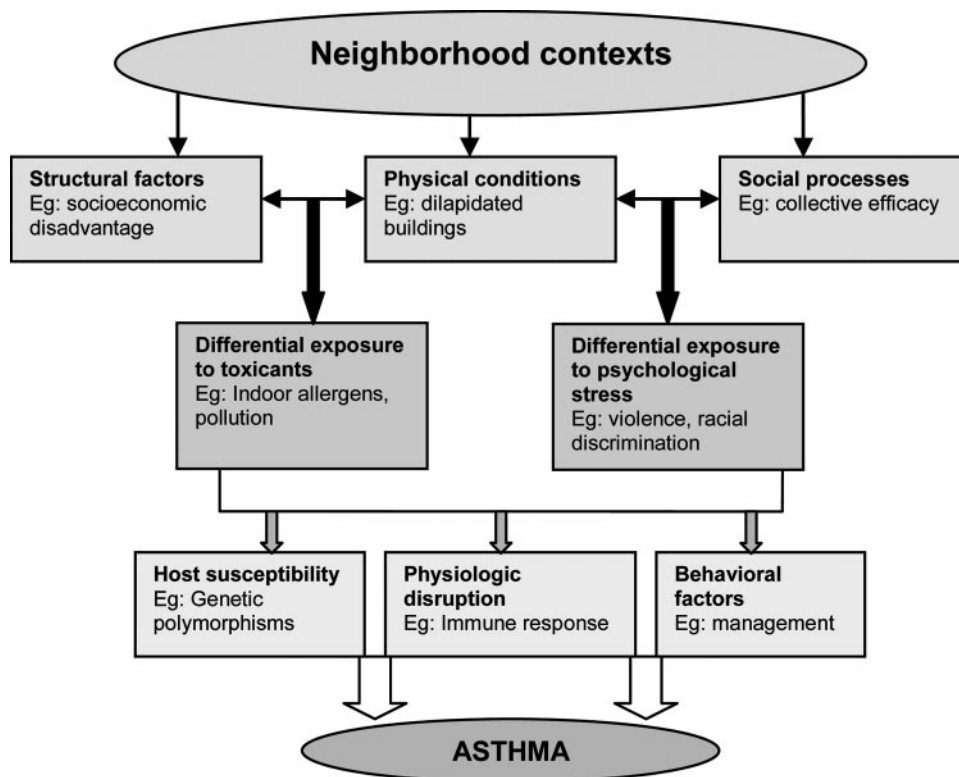 Neighborhood contexts
Structural factors
Eg: socioeconomic
disadvantage
Physical conditions
Eg: dilapidated
buildings
Social processes
Eg: collective efficacy
Differential exposure
to toxicants
Eg: Indoor allergens,
pollution
Differential exposure
to psychological
stress
Eg: violence, racial
discrimination
Host susceptibility
Eg: Genetic
polymorphisms
Physiologic
disruption
Eg: Immune response
Behavioral
factors
Eg: management
ASTHMA